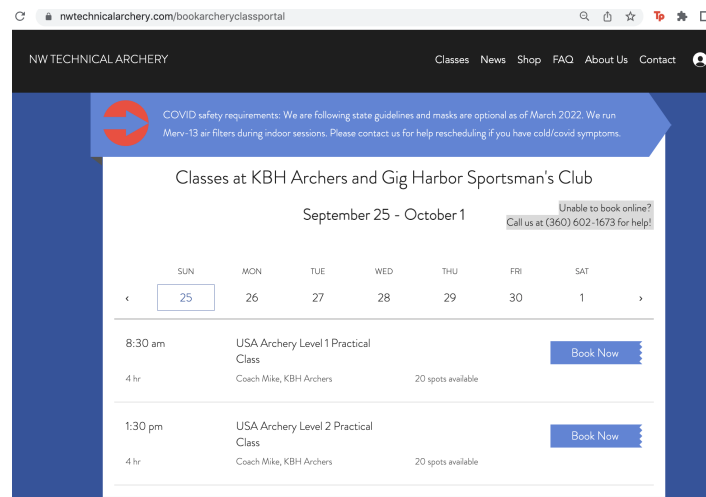 nwtechnicalarchery.com/bookarcheryclassportal
Tp
NW TECHNICAL ARCHERY
Classes News Shop FAQ About Us Contact
COVID safety requirements: We are following state guidelines and masks are optional as of March 2022. We run
Merv-13 air filters during indoor sessions. Please contact us for help rescheduling if you have cold/covid symptoms.
Classes at KBH Archers and Gig Harbor Sportsman's Club
September 25 - October 1
Unable to book online?
Call us at (360) 602-1673 for help!
SUN MON TUE WED THU FRI SAT
‹ 25 26 27 28 29 30 1 ›
8:30 am
USA Archery Level 1 Practical
Class
Book Now
4 hr
Coach Mike, KBH Archers
20 spots available
1:30 pm
USA Archery Level 2 Practical
Class
Book Now
4 hr
Coach Mike, KBH Archers
20 spots available